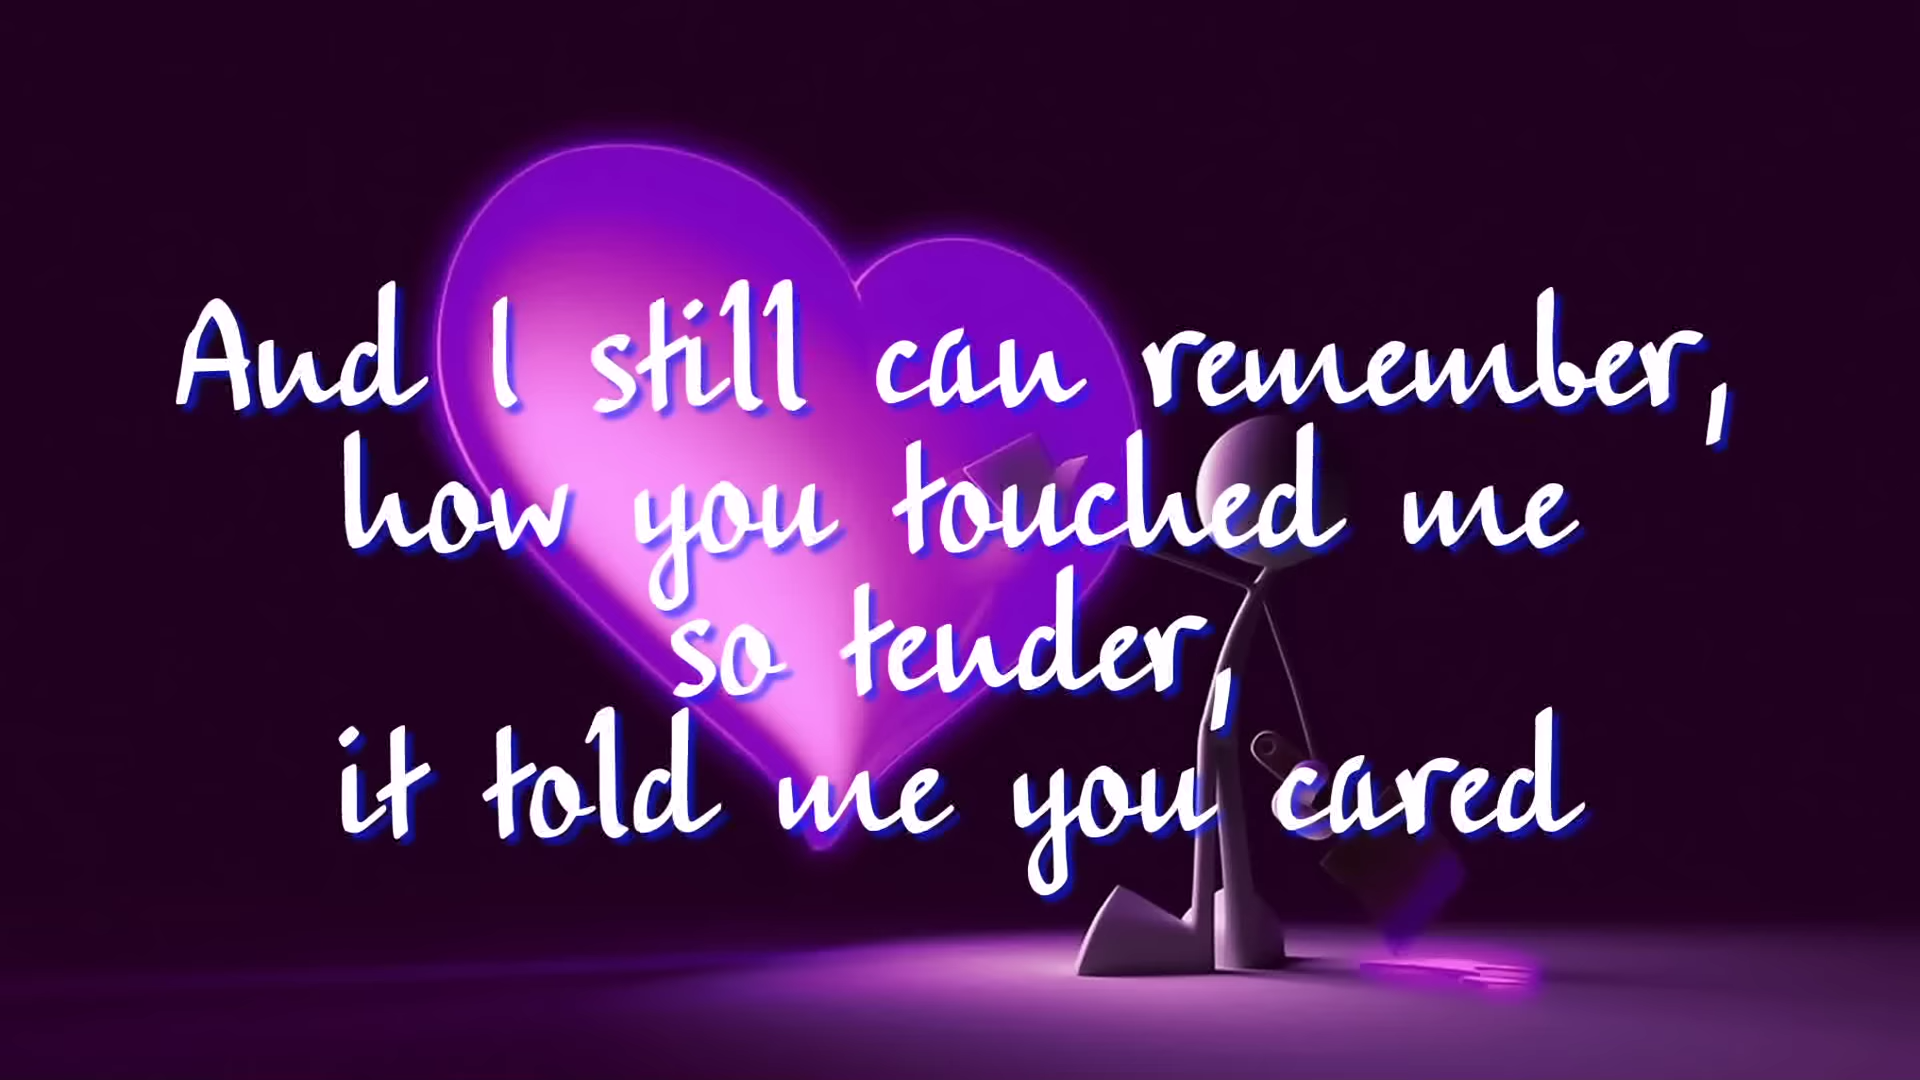 And I still can remember,
how you touched me
so tender,
it told me you cared